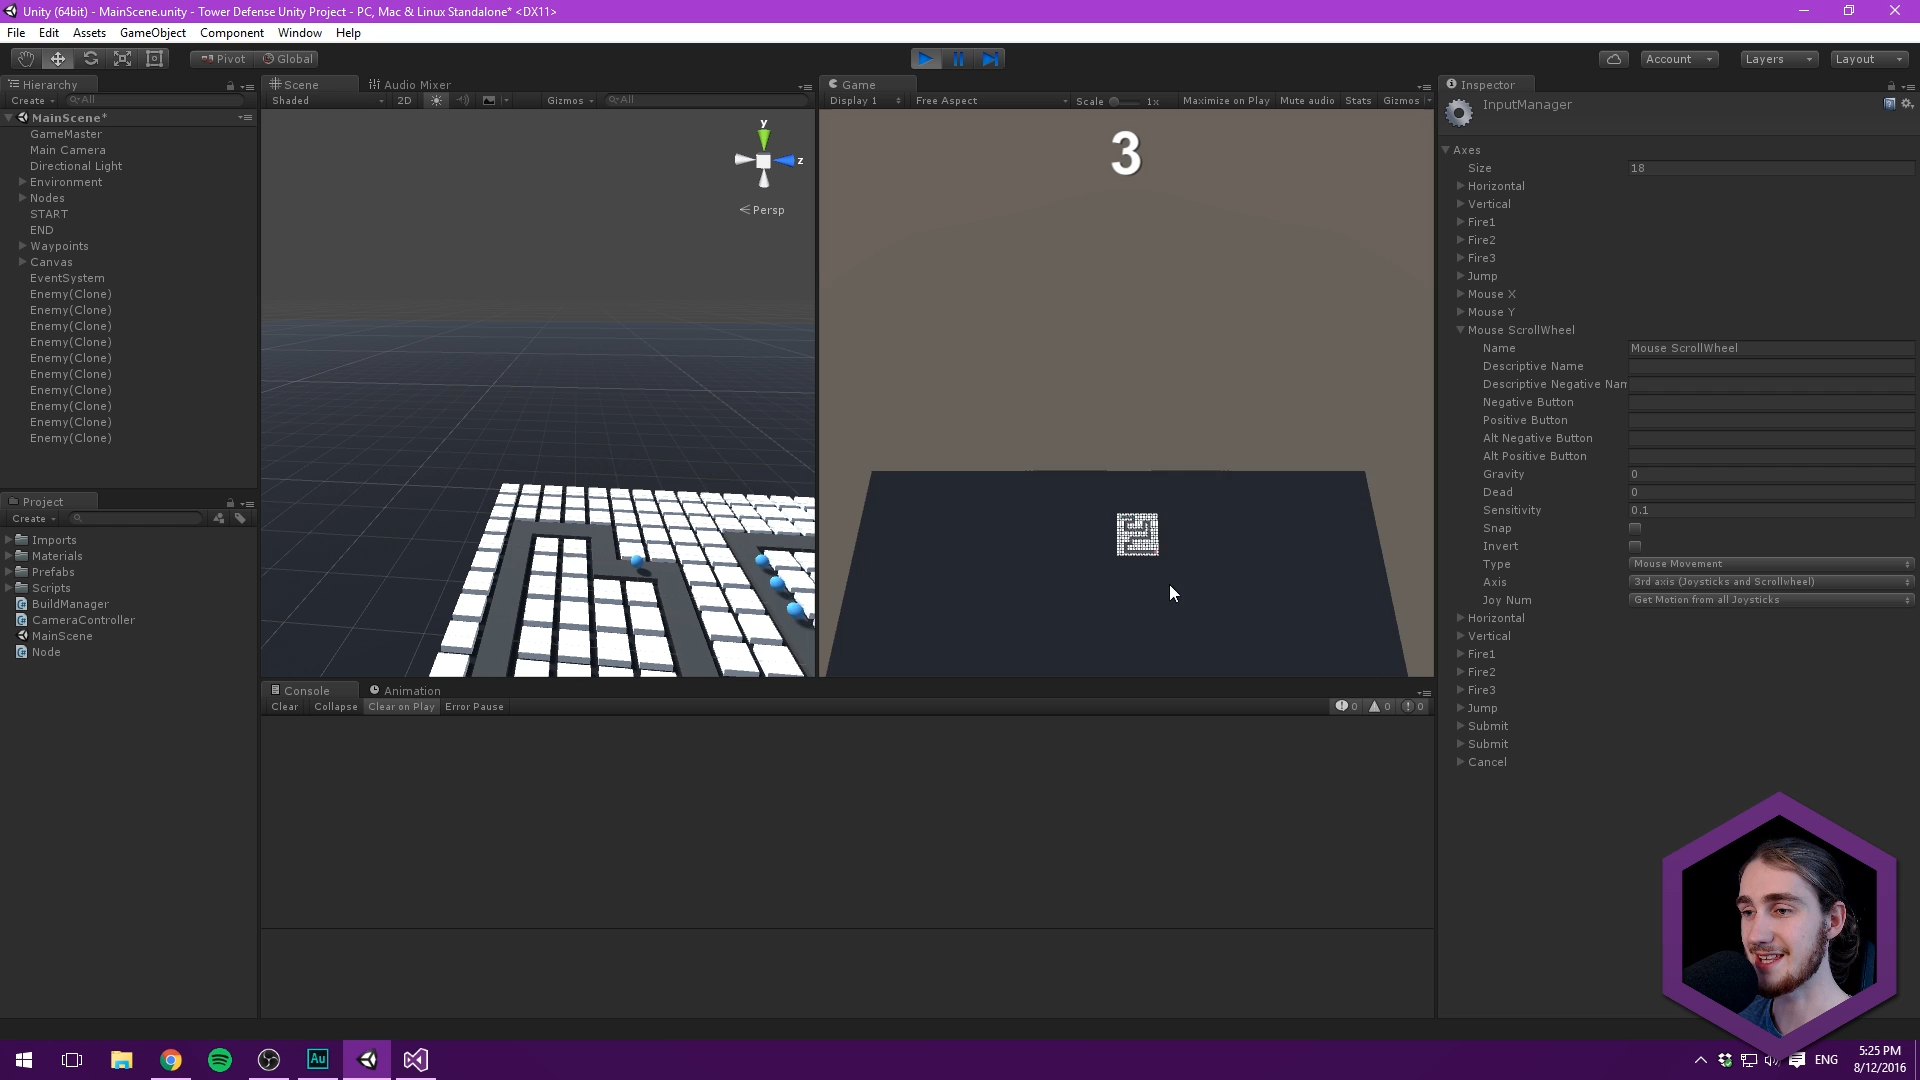 Unity (64bit) - MainScene.unity - Tower Defense Unity Project - PC, Mac & Linux Standalone* <DX11>
File Edit Assets GameObject Component Window Help
Pivot Global Account Layers Layout
Hierarchy
Create All
MainScene*
GameMaster
Main Camera
Directional Light
Environment
Nodes
START
END
Waypoints
Canvas
EventSystem
Enemy(Clone)
Enemy(Clone)
Enemy(Clone)
Enemy(Clone)
Enemy(Clone)
Enemy(Clone)
Enemy(Clone)
Enemy(Clone)
Enemy(Clone)
Enemy(Clone)
Project
Create
Imports
Materials
Prefabs
Scripts
BuildManager
CameraController
MainScene
Node
Scene Audio Mixer
Shaded 2D Gizmos All
y
z
Persp
Game
Display 1 Free Aspect Scale 1x Maximize on Play Mute audio Stats Gizmos
3
Console Animation
Clear Collapse Clear on Play Error Pause 0 0 0
Inspector
InputManager
Axes
Size 18
Horizontal
Vertical
Fire1
Fire2
Fire3
Jump
Mouse X
Mouse Y
Mouse ScrollWheel
Name Mouse ScrollWheel
Descriptive Name
Descriptive Negative Nam
Negative Button
Positive Button
Alt Negative Button
Alt Positive Button
Gravity 0
Dead 0
Sensitivity 0.1
Snap
Invert
Type Mouse Movement
Axis 3rd axis (Joysticks and Scrollwheel)
Joy Num Get Motion from all Joysticks
Horizontal
Vertical
Fire1
Fire2
Fire3
Jump
Submit
Submit
Cancel
Au
ENG
5:25 PM
8/12/2016